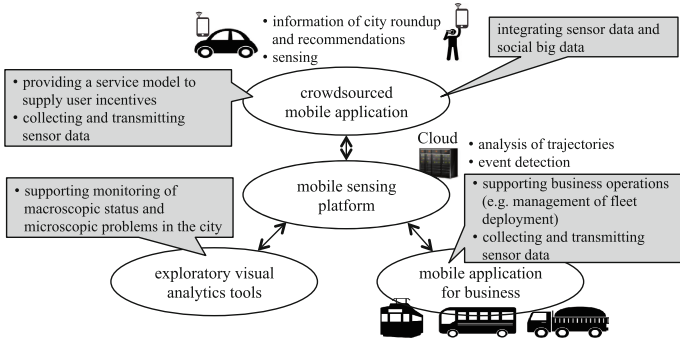 • information of city roundup
and recommendations
• sensing
integrating sensor data and
social big data
• providing a service model to
supply user incentives
• collecting and transmitting
sensor data
crowdsourced
mobile application
Cloud
• analysis of trajectories
• event detection
mobile sensing
platform
• supporting monitoring of
macroscopic status and
microscopic problems in the city
• supporting business operations
(e.g. management of fleet
deployment)
• collecting and transmitting
sensor data
exploratory visual
analytics tools
mobile application
for business